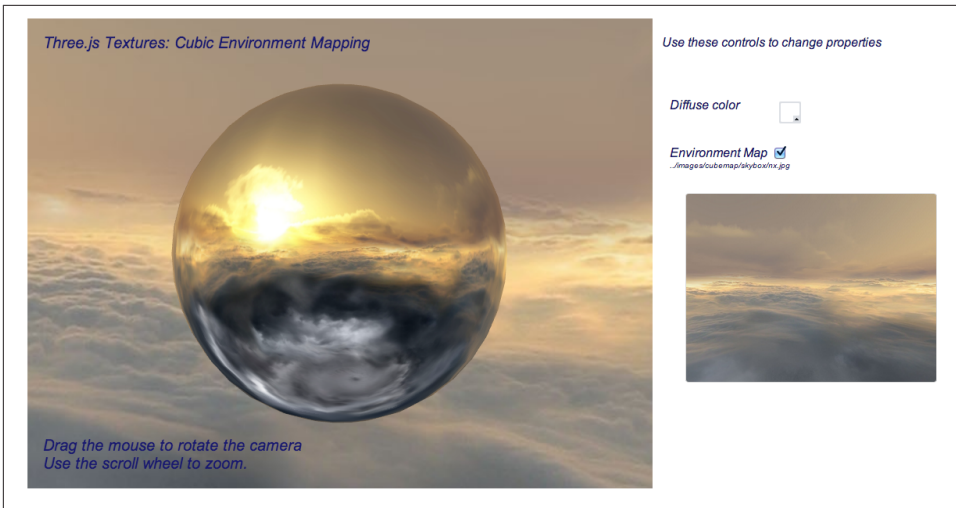 Three.js Textures: Cubic Environment Mapping
Use these controls to change properties
Diffuse color
Environment Map
../images/cubemap/skybox/nx.jpg
Drag the mouse to rotate the camera
Use the scroll wheel to zoom.